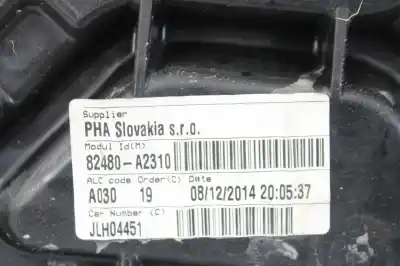 Supplier
PHA Slovakia s.r.o.
Modul Id(M)
82480-A2310
ALC code Order(C) Date
A030 19 08/12/2014 20:05:37
Car Number (C)
JLH04451